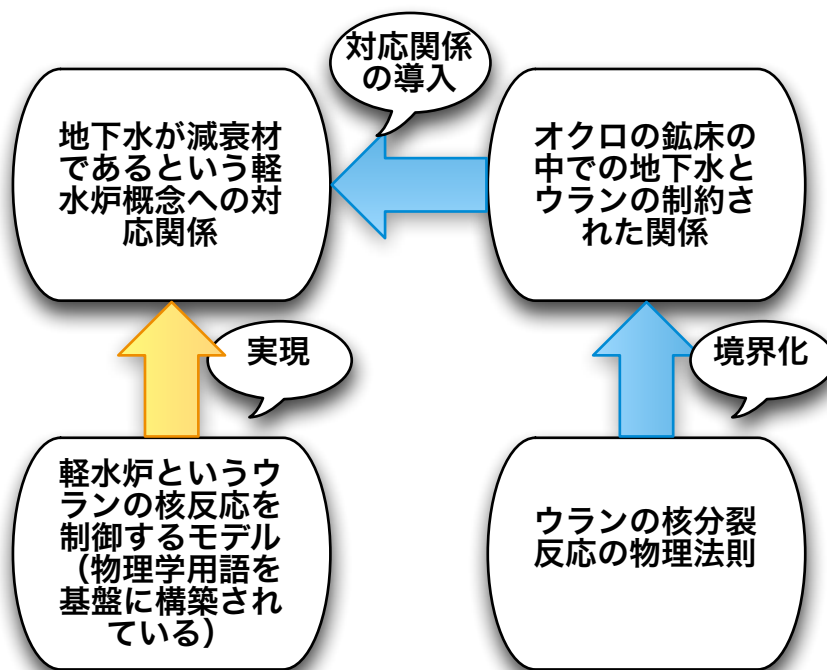 対応関係
の導入
地下水が減衰材
であるという軽
水炉概念への対
応関係
オクロの鉱床の
中での地下水と
ウランの制約さ
れた関係
実現
境界化
軽水炉というウ
ランの核反応を
制御するモデル
（物理学用語を
基盤に構築され
ている）
ウランの核分裂
反応の物理法則